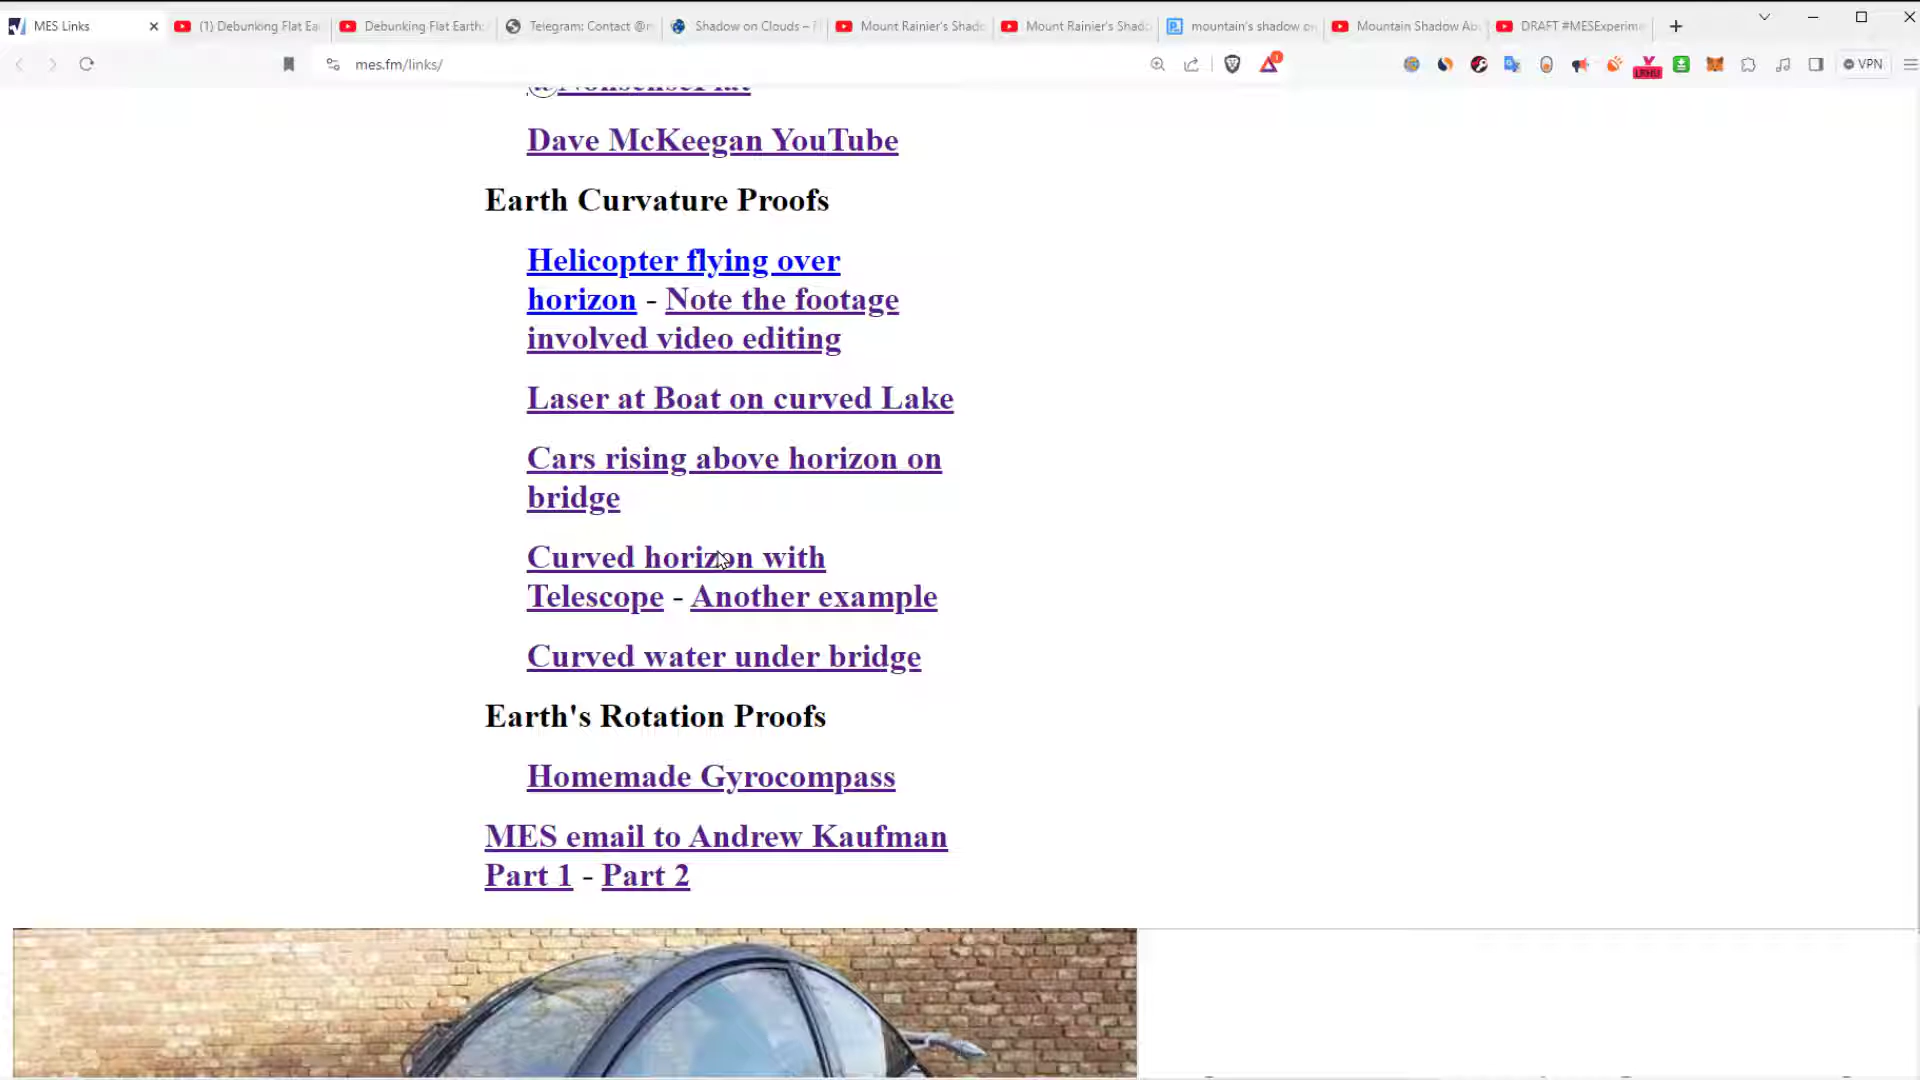 MES Links
(1) Debunking Flat Ea
Debunking Flat Earth:
Telegram: Contact @m
Shadow on Clouds –
Mount Rainier's Shad
Mount Rainier's Shad
mountain's shadow on
Mountain Shadow Ab
DRAFT #MESExperim
mes.fm/links/
VPN
@NonsenseFlat
Dave McKeegan YouTube
Earth Curvature Proofs
Helicopter flying over
horizon - Note the footage
involved video editing
Laser at Boat on curved Lake
Cars rising above horizon on
bridge
Curved horizon with
Telescope - Another example
Curved water under bridge
Earth's Rotation Proofs
Homemade Gyrocompass
MES email to Andrew Kaufman
Part 1 - Part 2